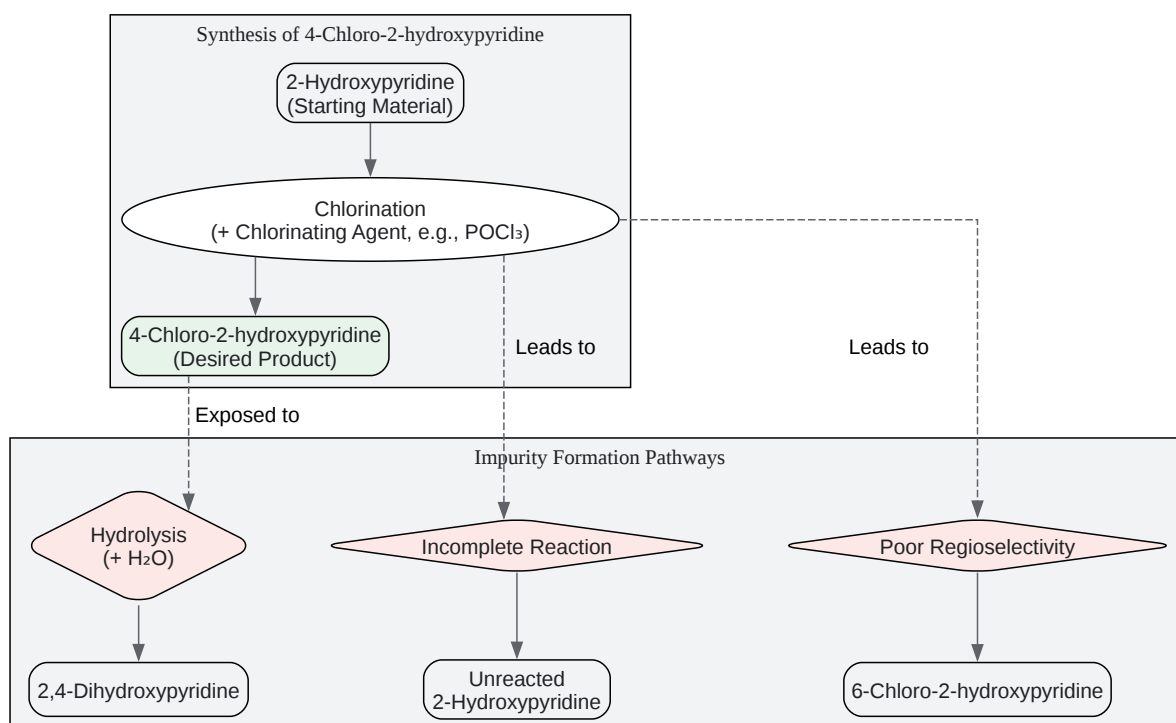 Synthesis of 4-Chloro-2-hydroxypyridine
2-Hydroxypyridine
(Starting Material)
Chlorination
(+ Chlorinating Agent, e.g., POCl₃)
4-Chloro-2-hydroxypyridine
(Desired Product)
Leads to
Leads to
Exposed to
Impurity Formation Pathways
Hydrolysis
(+ H₂O)
Incomplete Reaction
Poor Regioselectivity
2,4-Dihydroxypyridine
Unreacted
2-Hydroxypyridine
6-Chloro-2-hydroxypyridine